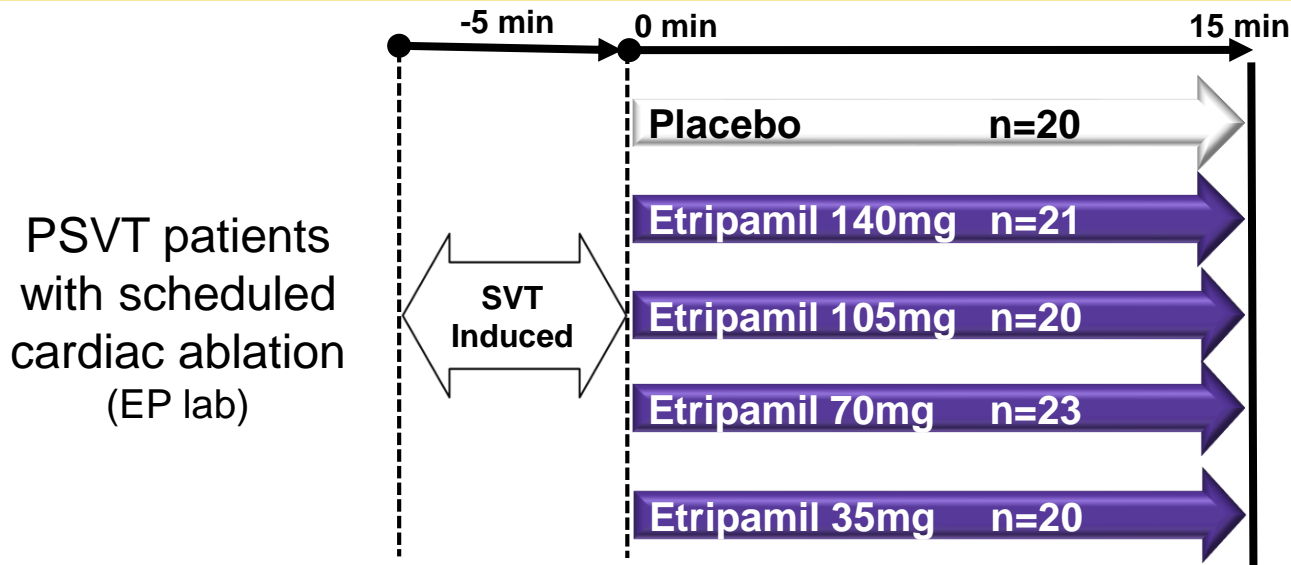 -5 min
0 min
15 min
Placebo n=20
Etripamil 140mg n=21
PSVT patients
with scheduled
cardiac ablation
(EP lab)
SVT
Induced
Etripamil 105mg n=20
Etripamil 70mg n=23
Etripamil 35mg n=20